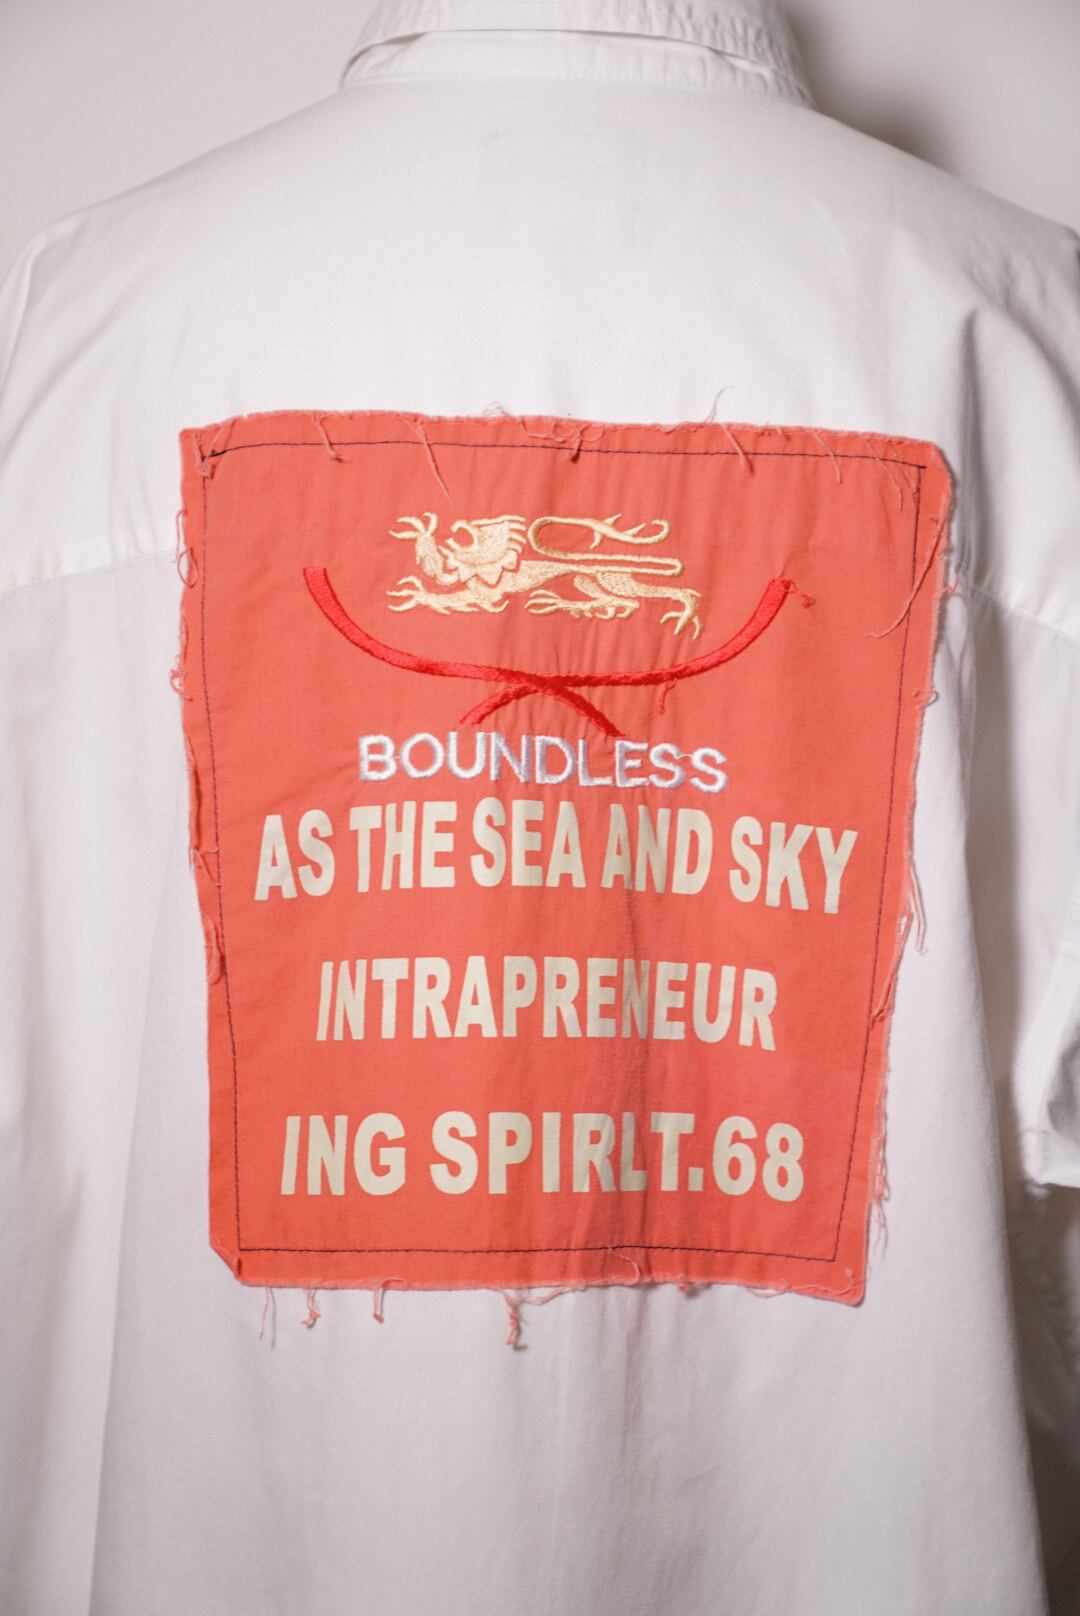 BOUNDLESS
AS THE SEA AND SKY
INTRAPRENEUR
ING SPIRLT.68